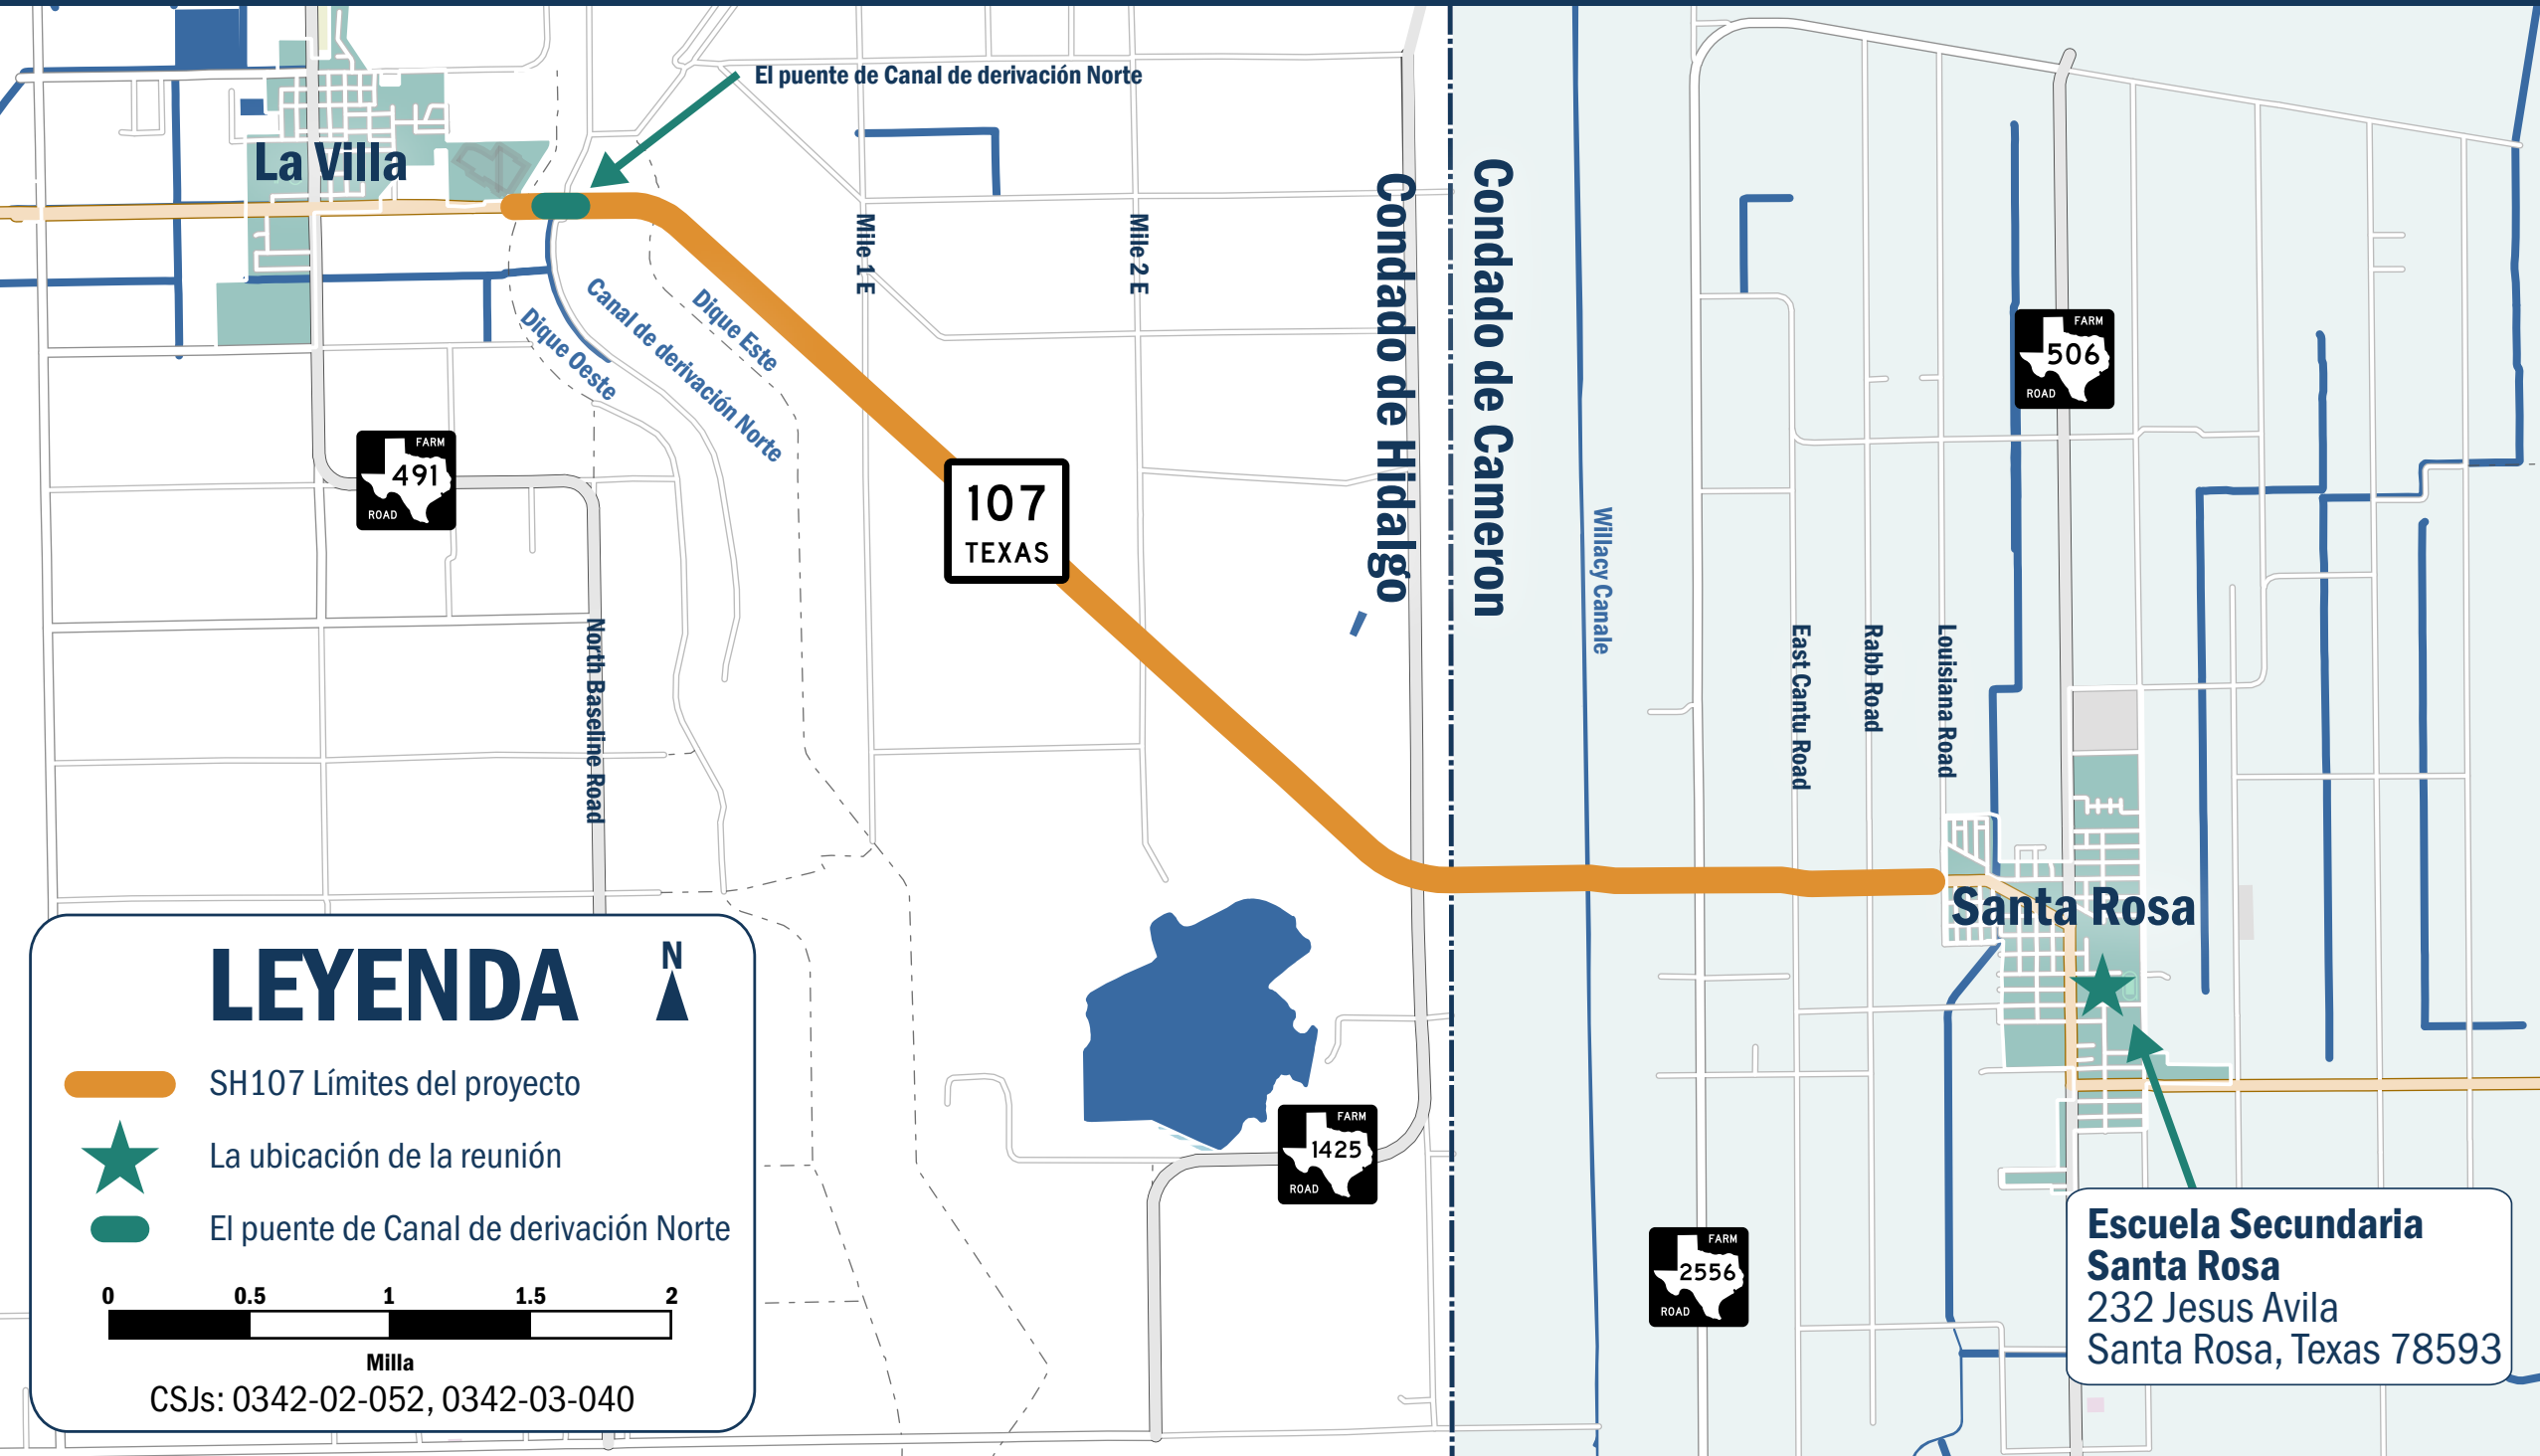 El puente de Canal de derivación Norte
La Villa
Mile 1 E
Mile 2 E
Condado de Hidalgo
Condado de Cameron
Dique Oeste
Canal de derivación Norte
Dique Este
FARM
506
ROAD
FARM
491
ROAD
107
TEXAS
Willacy Canale
North Baseline Road
East Cantu Road
Rabb Road
Louisiana Road
Santa Rosa
LEYENDA
N
SH107 Límites del proyecto
La ubicación de la reunión
El puente de Canal de derivación Norte
0 0.5 1 1.5 2
Milla
CSJs: 0342-02-052, 0342-03-040
FARM
1425
ROAD
FARM
2556
ROAD
Escuela Secundaria
Santa Rosa
232 Jesus Avila
Santa Rosa, Texas 78593